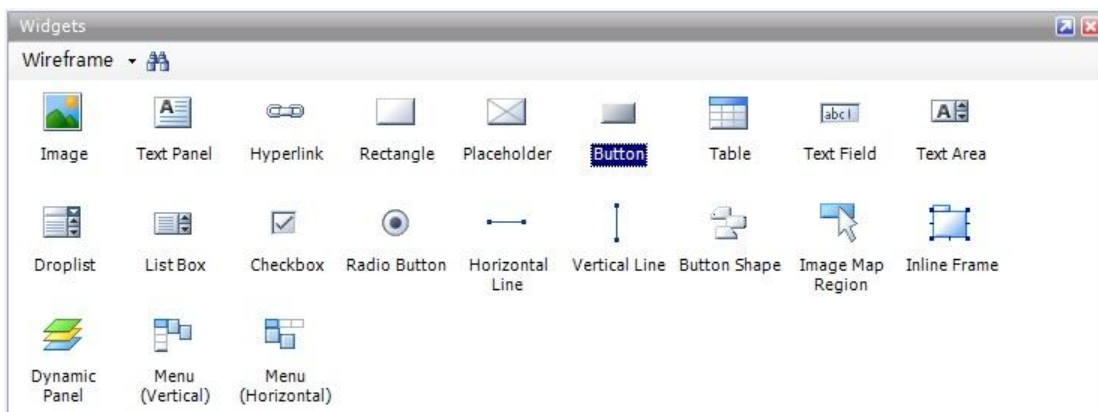 Widgets
Wireframe
Image Text Panel Hyperlink Rectangle Placeholder Button Table Text Field Text Area
abc I
A
A
Droplist List Box Checkbox Radio Button Horizontal Line Vertical Line Button Shape Image Map Region Inline Frame
Dynamic Panel Menu (Vertical) Menu (Horizontal)